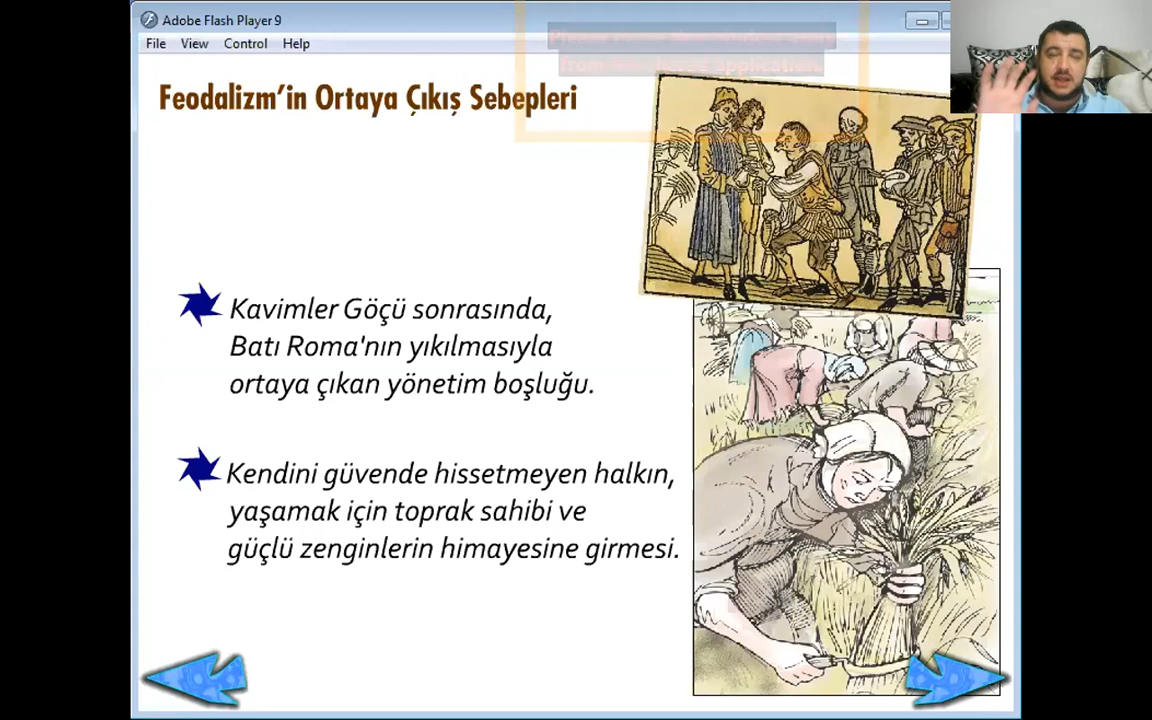 Adobe Flash Player 9
File View Control Help
Feodalizm'in Ortaya Çıkış Sebepleri
Kavimler Göçü sonrasında,
Batı Roma'nın yıkılmasıyla
ortaya çıkan yönetim boşluğu.
Kendini güvende hissetmeyen halkın,
yaşamak için toprak sahibi ve
güçlü zenginlerin himayesine girmesi.